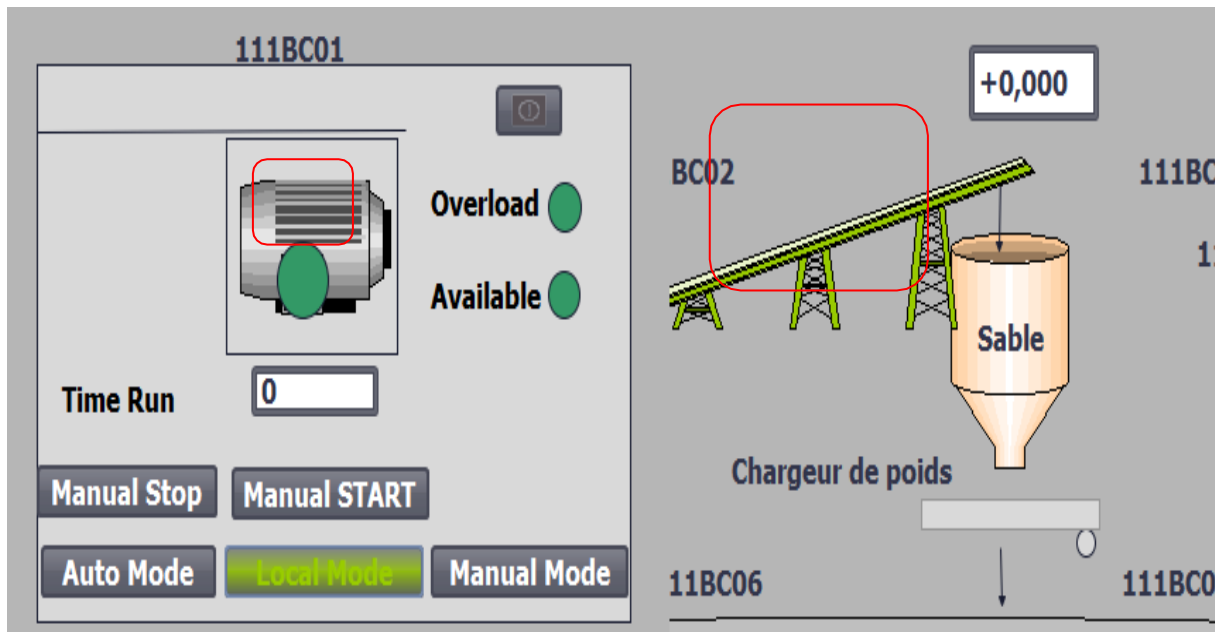 111BC01
Overload
Available
Time Run
0
Manual Stop
Manual START
Auto Mode
Local Mode
Manual Mode
+0,000
BC02
111BC
11
Sable
Chargeur de poids
11BC06
111BC0